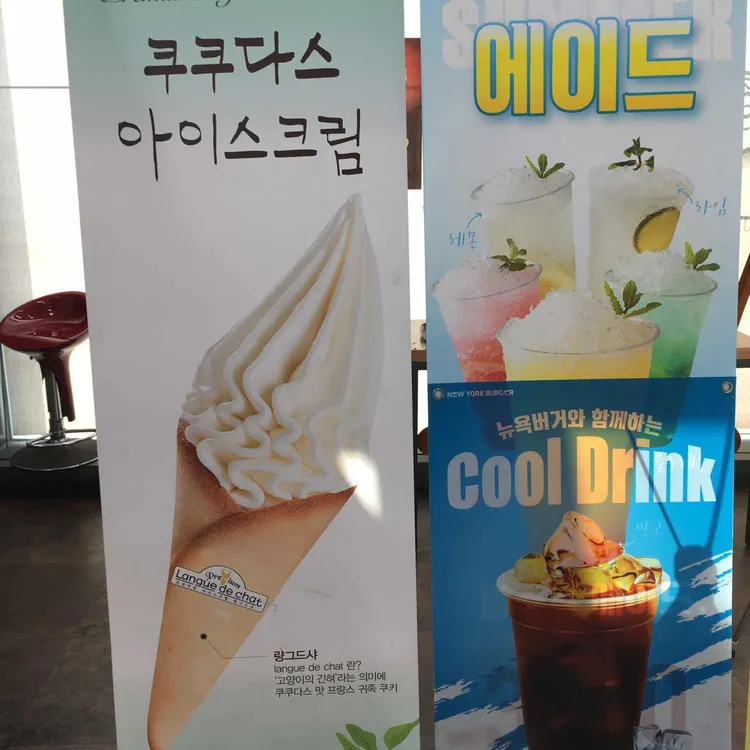 쿠쿠다스
아이스크림
Premium
Langue de chat
랑그드샤
langue de chat 란?
'고양이의 긴혀'라는 의미에
쿠쿠다스 맛 프랑스 귀족 쿠키
SUMMER
에이드
레몬
라임
NEW YORK BURGER
뉴욕버거와 함께하는
Cool Drink